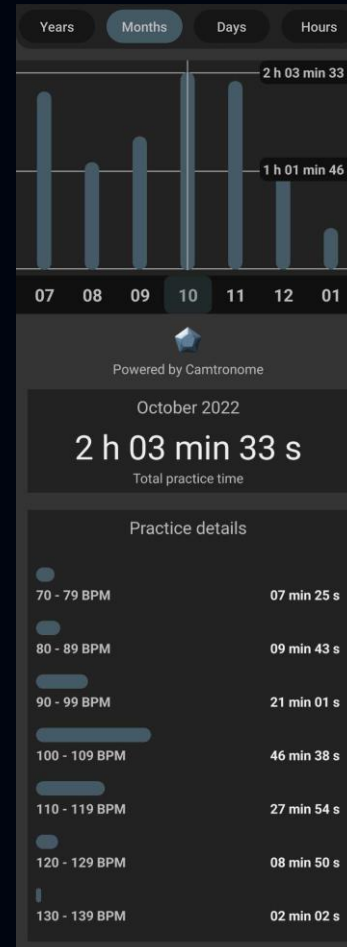 Years Months Days Hours
2 h 03 min 33
1 h 01 min 46
07 08 09 10 11 12 01
Powered by Camtronome
October 2022
2 h 03 min 33 s
Total practice time
Practice details
70 - 79 BPM 07 min 25 s
80 - 89 BPM 09 min 43 s
90 - 99 BPM 21 min 01 s
100 - 109 BPM 46 min 38 s
110 - 119 BPM 27 min 54 s
120 - 129 BPM 08 min 50 s
130 - 139 BPM 02 min 02 s